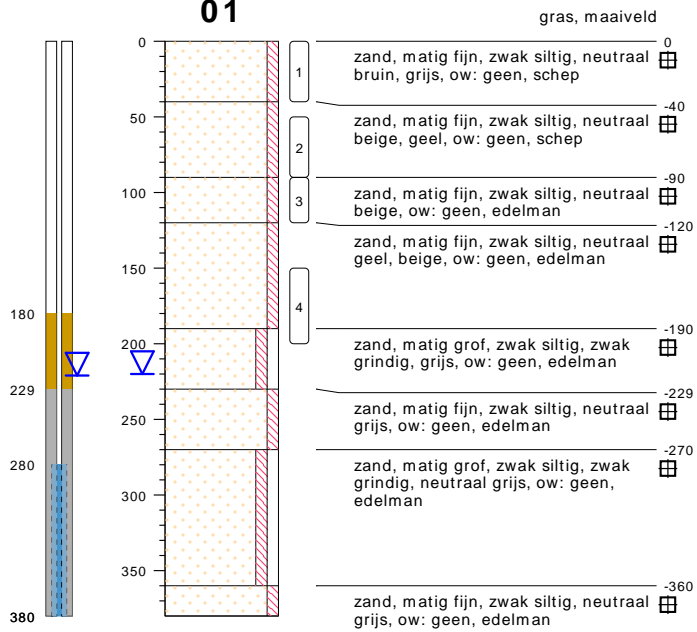 01
gras, maaiveld
0
50
100
150
200
250
300
350
180
229
280
380
1
2
3
4
0
zand, matig fijn, zwak siltig, neutraal
bruin, grijs, ow: geen, schep
-40
zand, matig fijn, zwak siltig, neutraal
beige, geel, ow: geen, schep
-90
zand, matig fijn, zwak siltig, neutraal
beige, ow: geen, edelman
-120
zand, matig fijn, zwak siltig, neutraal
geel, beige, ow: geen, edelman
-190
zand, matig grof, zwak siltig, zwak
grindig, grijs, ow: geen, edelman
-229
zand, matig fijn, zwak siltig, neutraal
grijs, ow: geen, edelman
-270
zand, matig grof, zwak siltig, zwak
grindig, neutraal grijs, ow: geen,
edelman
-360
zand, matig fijn, zwak siltig, neutraal
grijs, ow: geen, edelman